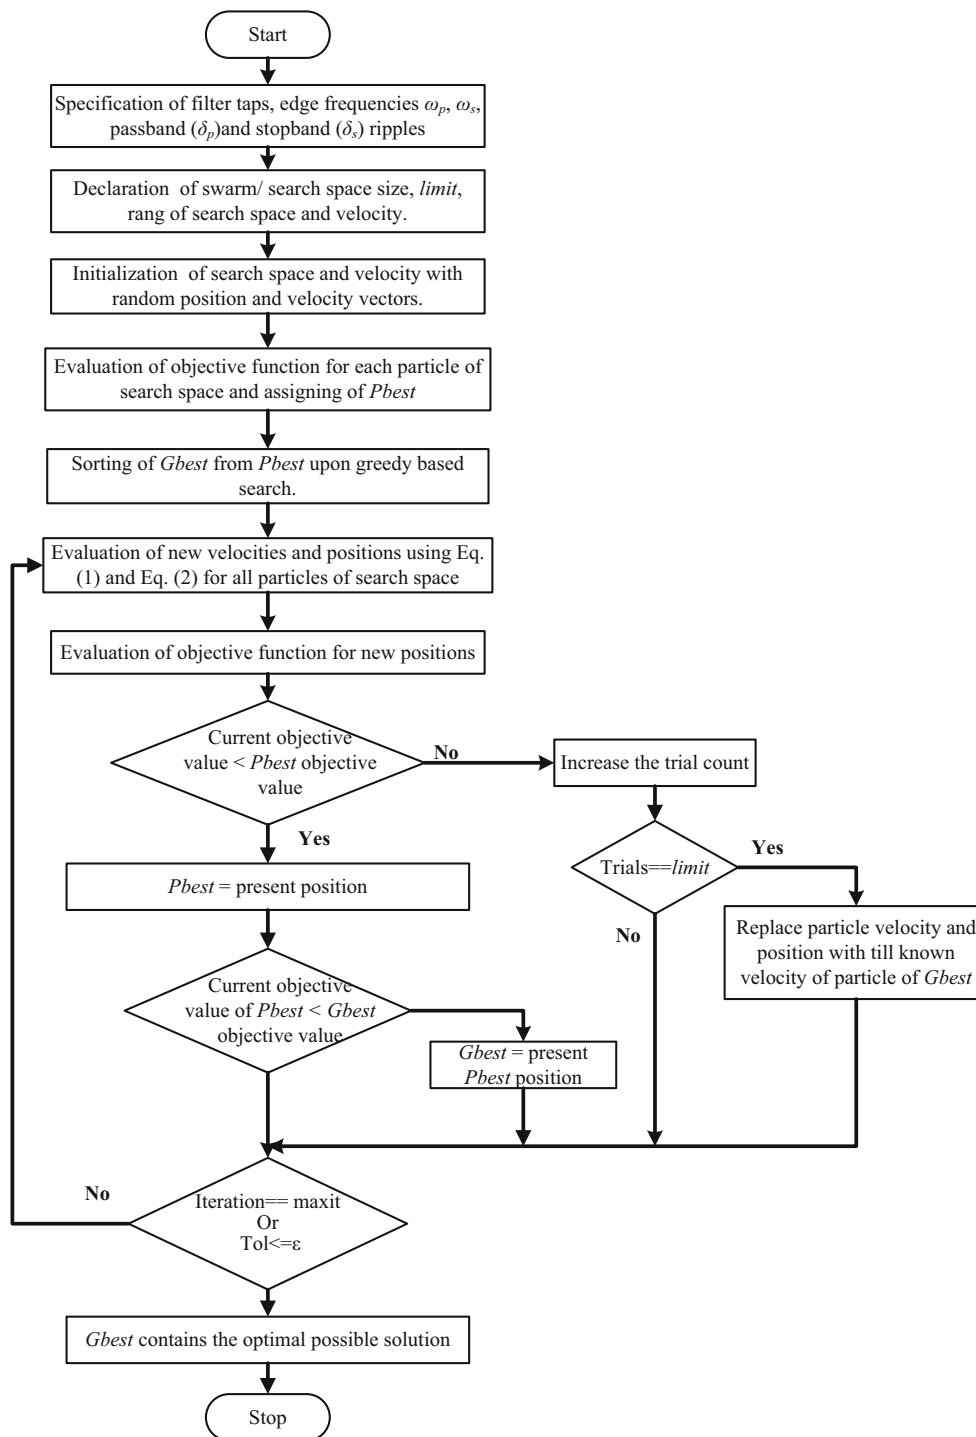 Start
Specification of filter taps, edge frequencies ωp, ωs,
passband (δp)and stopband (δs) ripples
Declaration of swarm/ search space size, limit,
rang of search space and velocity.
Initialization of search space and velocity with
random position and velocity vectors.
Evaluation of objective function for each particle of
search space and assigning of Pbest
Sorting of Gbest from Pbest upon greedy based
search.
Evaluation of new velocities and positions using Eq.
(1) and Eq. (2) for all particles of search space
Evaluation of objective function for new positions
Current objective
value < Pbest objective
value
No
Increase the trial count
Yes
Trials==limit
Yes
No
Pbest = present position
Replace particle velocity and
position with till known
velocity of particle of Gbest
Current objective
value of Pbest < Gbest
objective value
Gbest = present
Pbest position
No
Iteration== maxit
Or
Tol<=ε
Gbest contains the optimal possible solution
Stop